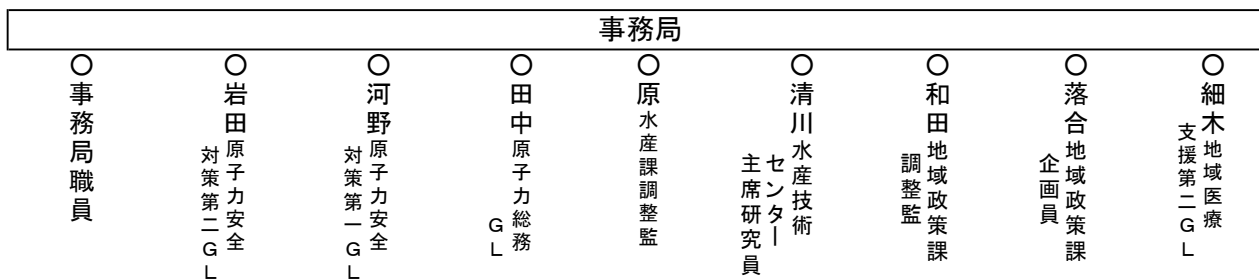 事務局
○細木地域医療
支援第二GL
○落合地域政策課
企画員
○和田地域政策課
調整監
○清川水産技術
センター
主席研究員
○原水産課調整監
○田中原子力総務
GL
○河野原子力安全
対策第一GL
○岩田原子力安全
対策第二GL
○事務局職員